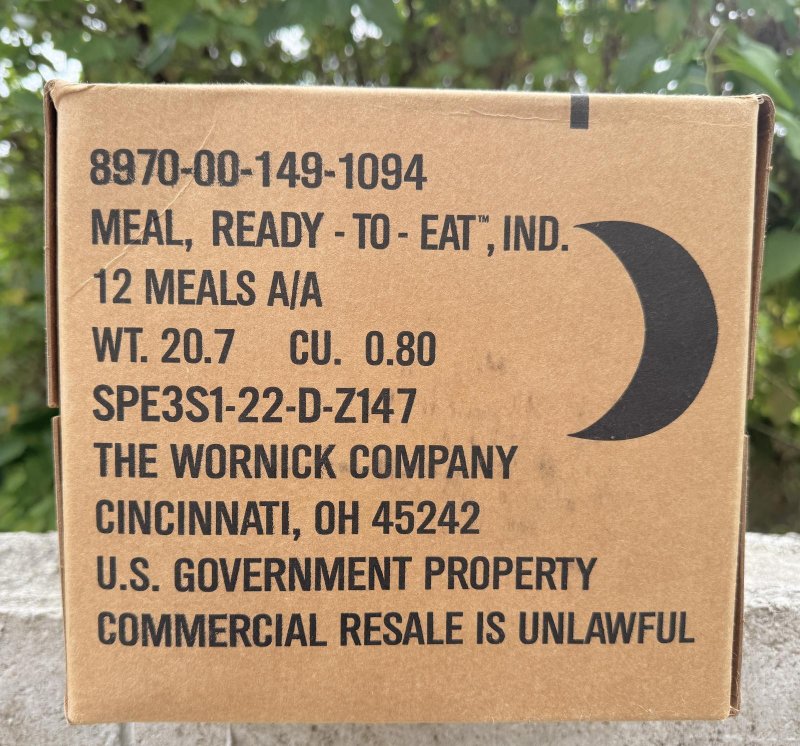 8970-00-149-1094
MEAL, READY - TO - EAT™, IND.
12 MEALS A/A
WT. 20.7 CU. 0.80
SPE3S1-22-D-Z147
THE WORNICK COMPANY
CINCINNATI, OH 45242
U.S. GOVERNMENT PROPERTY
COMMERCIAL RESALE IS UNLAWFUL